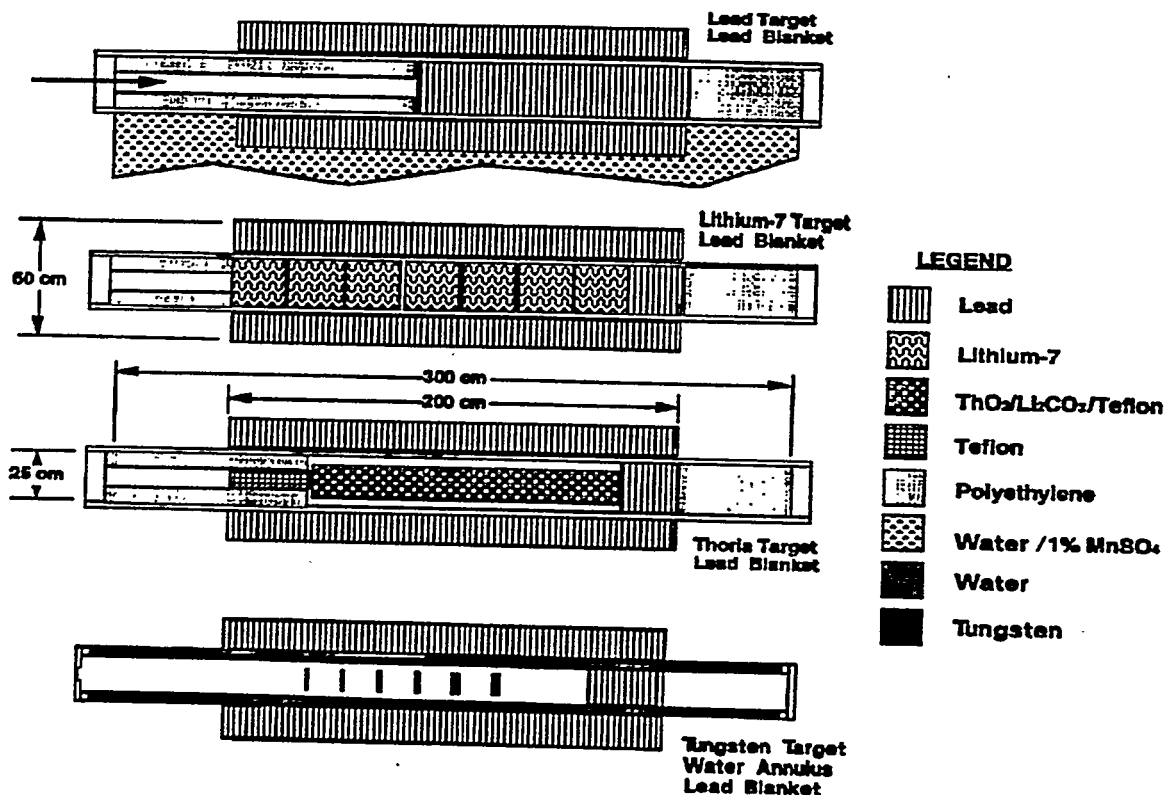 Lead Target
Lead Blanket
Lithium-7 Target
Lead Blanket
60 cm
300 cm
200 cm
25 cm
Thoria Target
Lead Blanket
Tungsten Target
Water Annulus
Lead Blanket
LEGEND
Lead
Lithium-7
ThO₂/Li₂CO₃/Teflon
Teflon
Polyethylene
Water /1% MnSO₄
Water
Tungsten